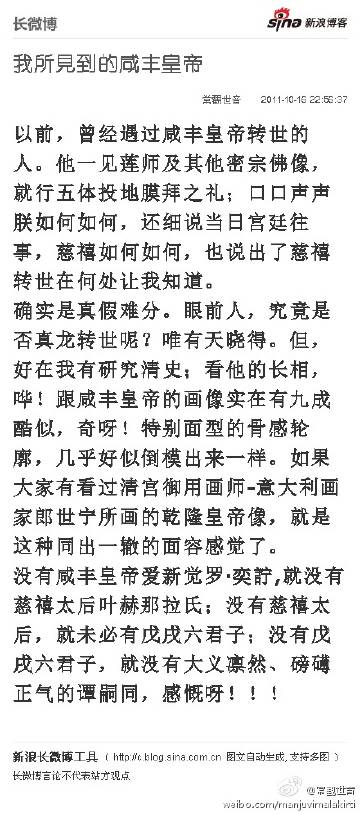 长微博
sina 新浪博客
我所見到的咸丰皇帝
常翻世音 2011-10-16 22:56:37
以前，曾经遇过咸丰皇帝转世的
人。他一见莲师及其他密宗佛像，
就行五体投地膜拜之礼；口口声声
朕如何如何，还细说当日宫廷往
事，慈禧如何如何，也说出了慈禧
转世在何处让我知道。
确实是真假难分。眼前人，究竟是
否真龙转世呢？唯有天晓得。但，
好在我有研究清史；看他的长相，
哗！跟咸丰皇帝的画像实在有九成
酷似，奇呀！特别面型的骨感轮
廓，几乎好似倒模出来一样。如果
大家有看过清宫御用画师-意大利画
家郎世宁所画的乾隆皇帝像，就是
这种同出一辙的面容感觉了。
没有咸丰皇帝爱新觉罗·奕詝,就没有
慈禧太后叶赫那拉氏；没有慈禧太
后，就未必有戊戌六君子；没有戊
戌六君子，就没有大义凛然、磅礴
正气的谭嗣同，感慨呀！！！
新浪长微博工具（ http://c.blog.sina.com.cn 图文自动生成, 支持多图 ）
长微博言论不代表站方观点
weibo.com/manjuvimalakirti